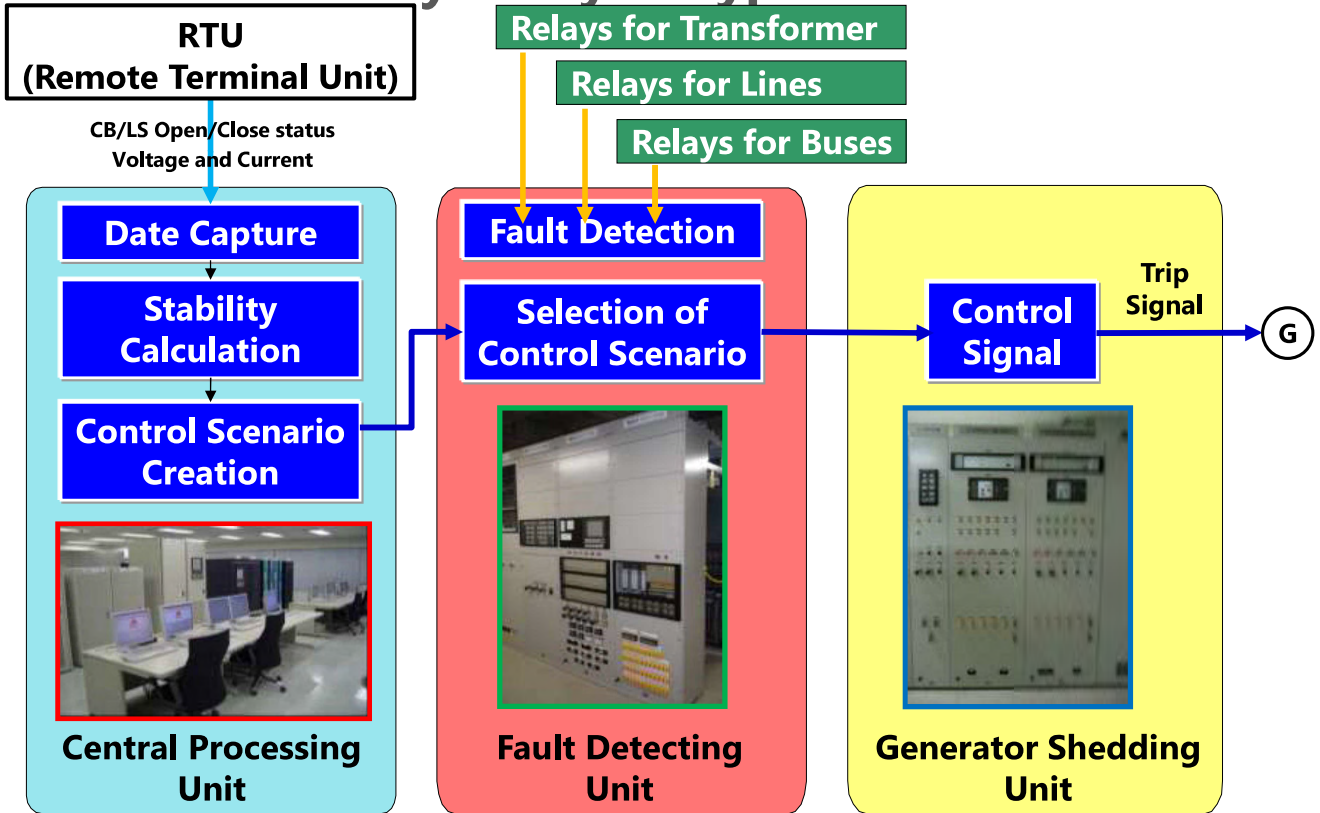 RTU
(Remote Terminal Unit)
Relays for Transformer
Relays for Lines
Relays for Buses
CB/LS Open/Close status
Voltage and Current
Date Capture
Stability
Calculation
Control Scenario
Creation
Central Processing
Unit
Fault Detection
Selection of
Control Scenario
Fault Detecting
Unit
Control
Signal
Trip
Signal
G
Generator Shedding
Unit